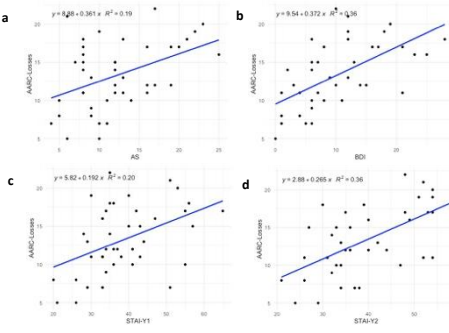 a
y = 8.88 + 0.361 x R² = 0.19
20
15
10
5
AARC-Losses
5
10
15
20
25
AS
b
y = 9.54 + 0.372 x R² = 0.36
20
15
10
5
AARC-Losses
0
10
20
BDI
c
y = 5.82 + 0.192 x R² = 0.20
20
15
10
5
AARC-Losses
20
30
40
50
60
STAI-Y1
d
y = 2.88 + 0.265 x R² = 0.36
20
15
10
5
AARC-Losses
20
30
40
50
60
STAI-Y2